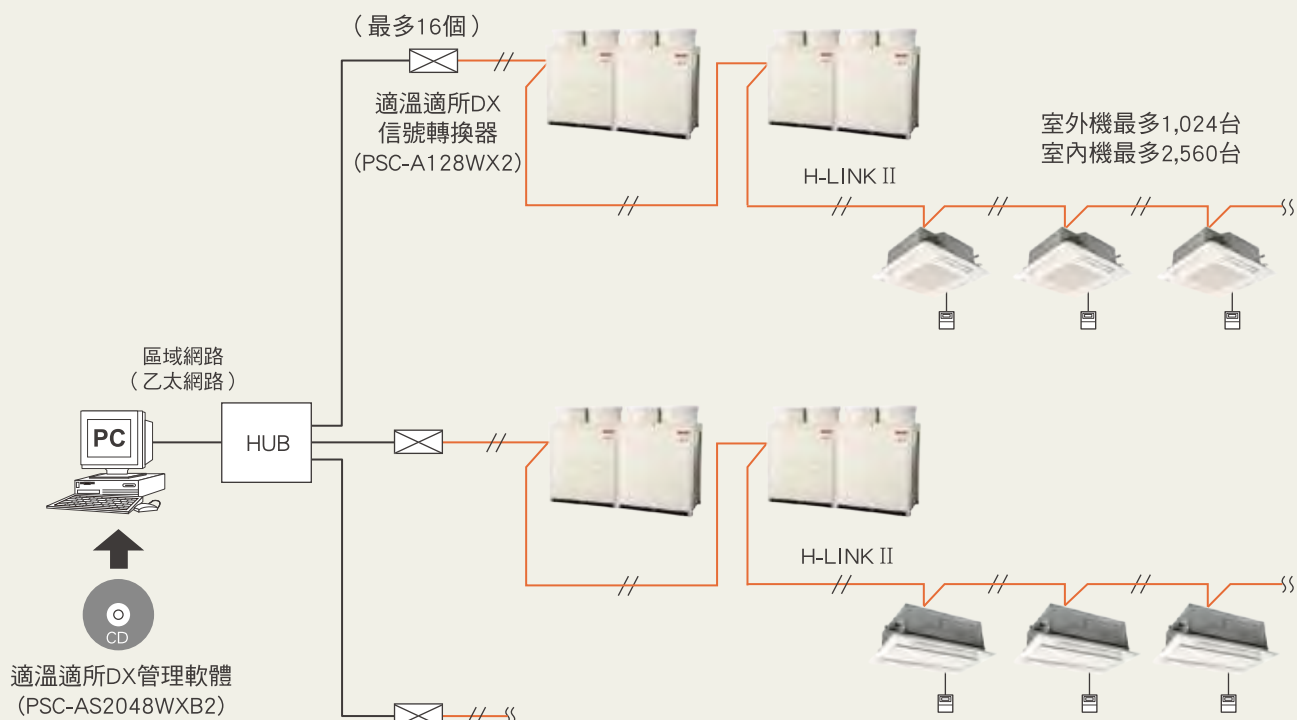 （最多16個）
適溫適所DX
信號轉換器
(PSC-A128WX2)
室外機最多1,024台
室內機最多2,560台
H-LINK II
區域網路
（乙太網路）
PC
HUB
H-LINK II
CD
適溫適所DX管理軟體
(PSC-AS2048WXB2)